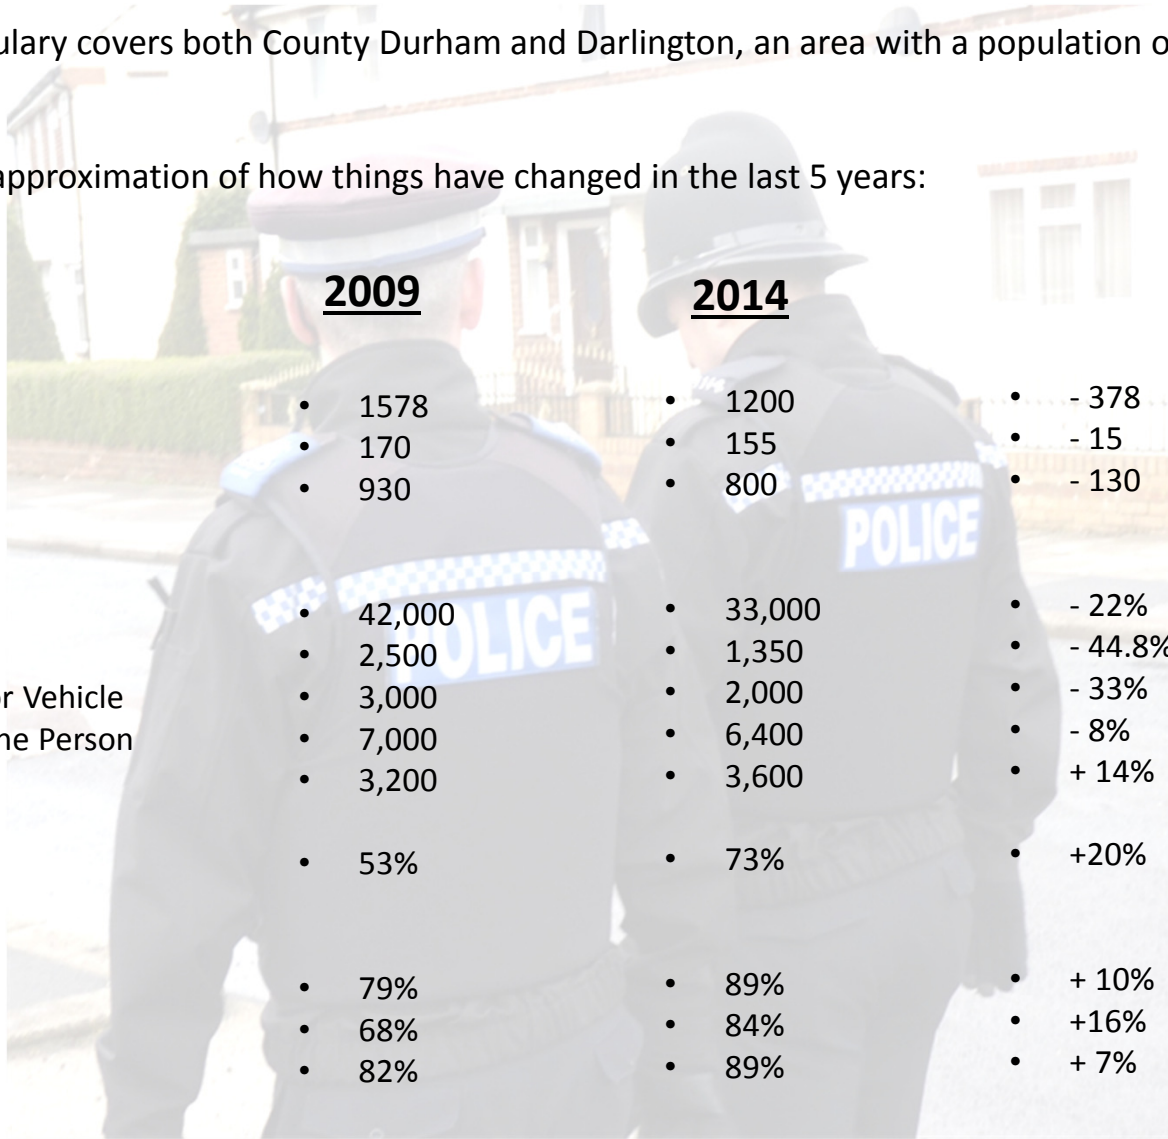 ulary covers both County Durham and Darlington, an area with a population o
approximation of how things have changed in the last 5 years:
2009 2014
• 1578 • 1200 • - 378
• 170 • 155 • - 15
• 930 • 800 • - 130
• 42,000 • 33,000 • - 22%
• 2,500 • 1,350 • - 44.8%
or Vehicle • 3,000 • 2,000 • - 33%
he Person • 7,000 • 6,400 • - 8%
• 3,200 • 3,600 • + 14%
• 53% • 73% • +20%
• 79% • 89% • + 10%
• 68% • 84% • +16%
• 82% • 89% • + 7%
POLICE
POLICE